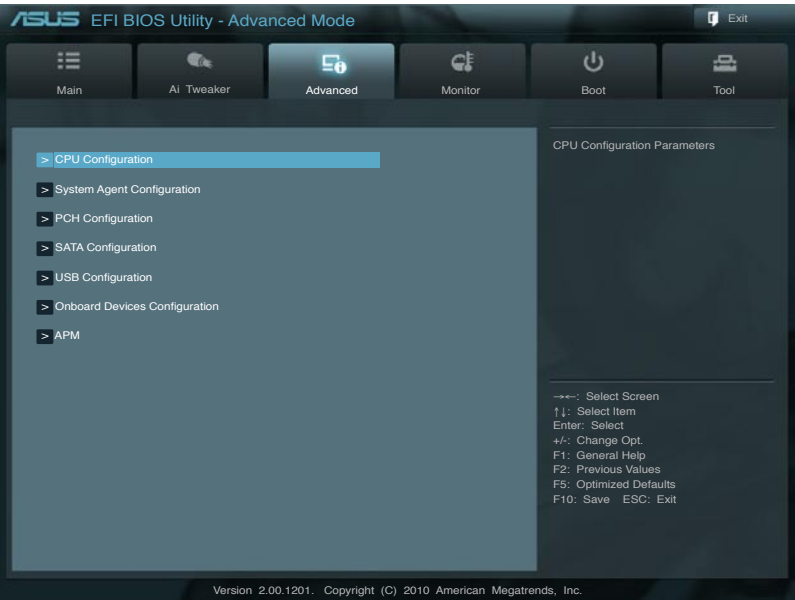 ASUS EFI BIOS Utility - Advanced Mode
Exit
Main
Ai Tweaker
Advanced
Monitor
Boot
Tool
> CPU Configuration
> System Agent Configuration
> PCH Configuration
> SATA Configuration
> USB Configuration
> Onboard Devices Configuration
> APM
CPU Configuration Parameters
→←: Select Screen
↑↓: Select Item
Enter: Select
+/-: Change Opt.
F1: General Help
F2: Previous Values
F5: Optimized Defaults
F10: Save ESC: Exit
Version 2.00.1201. Copyright (C) 2010 American Megatrends, Inc.